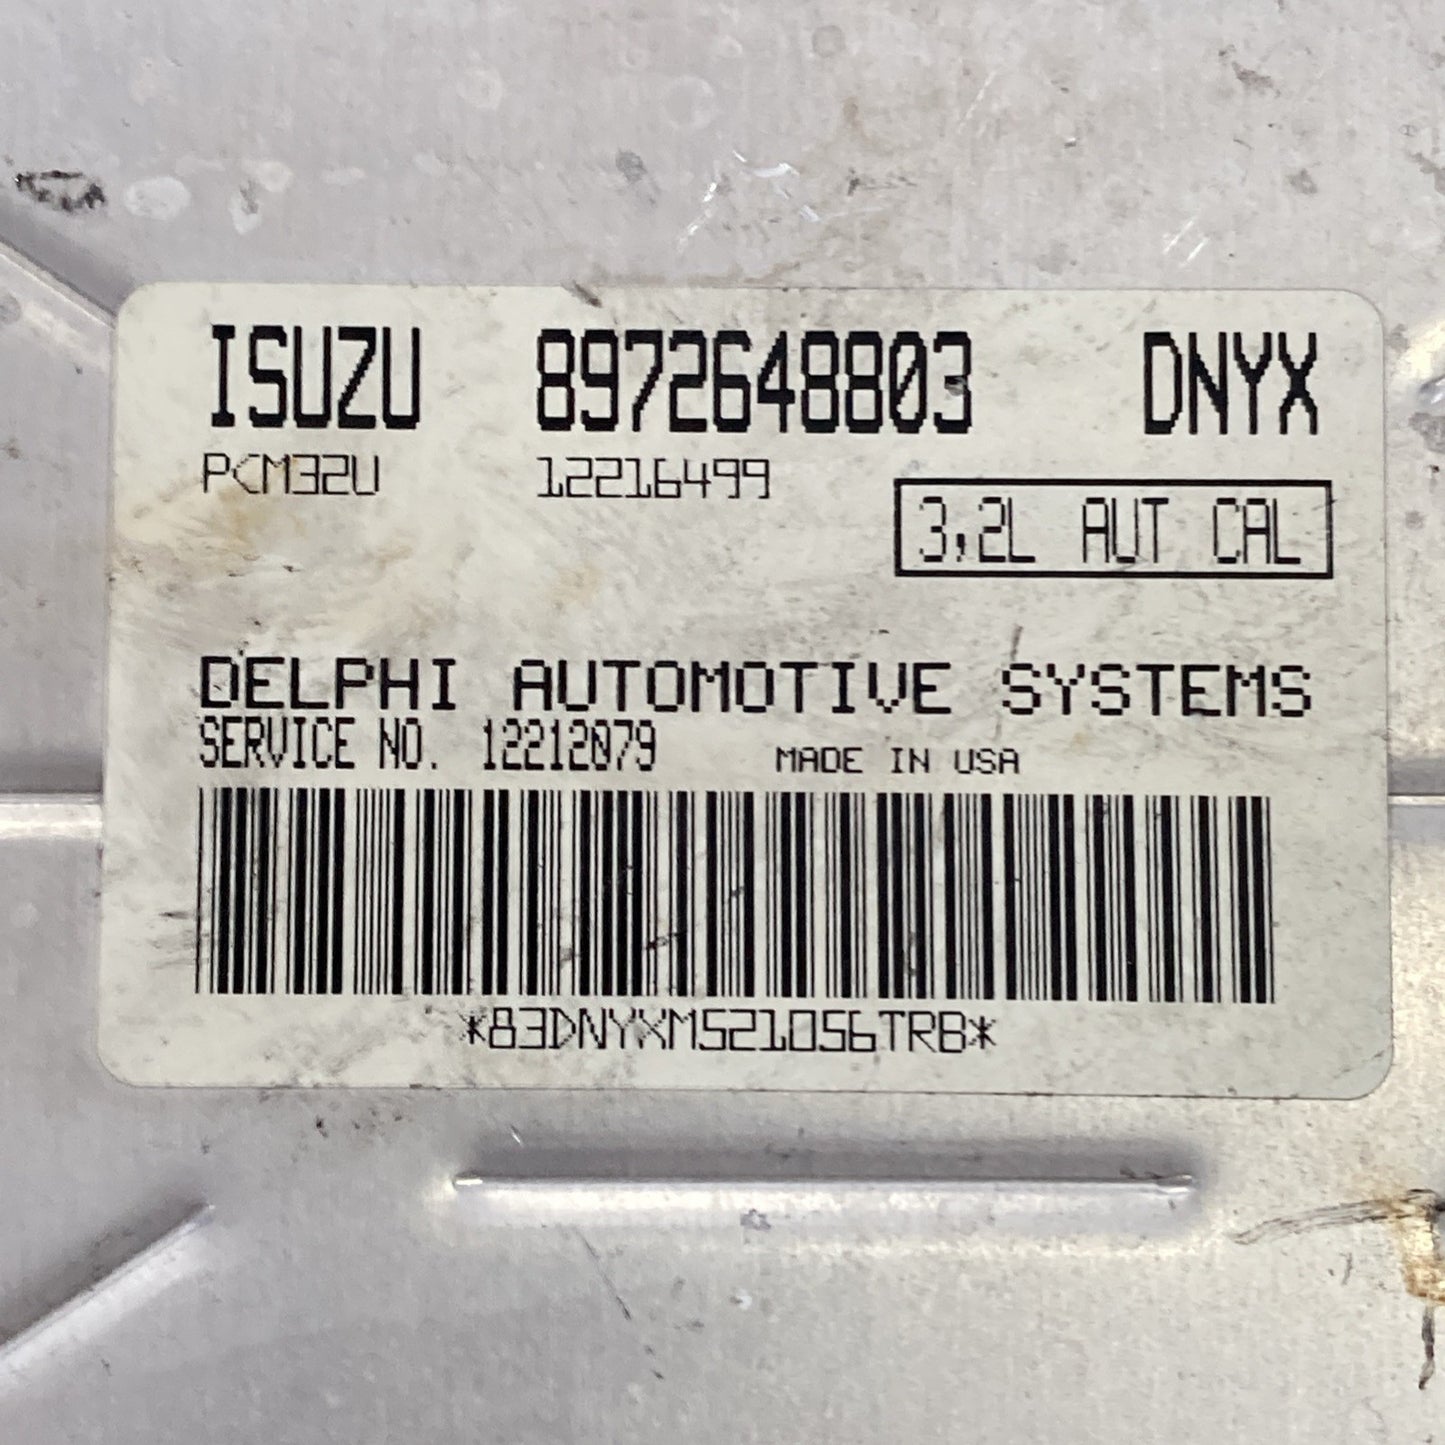 ISUZU 8972648803 DNYX
PCM32U 12216499
3,2L AUT CAL
DELPHI AUTOMOTIVE SYSTEMS
SERVICE NO. 12212079 MADE IN USA
*83DNYXM521056TRB*